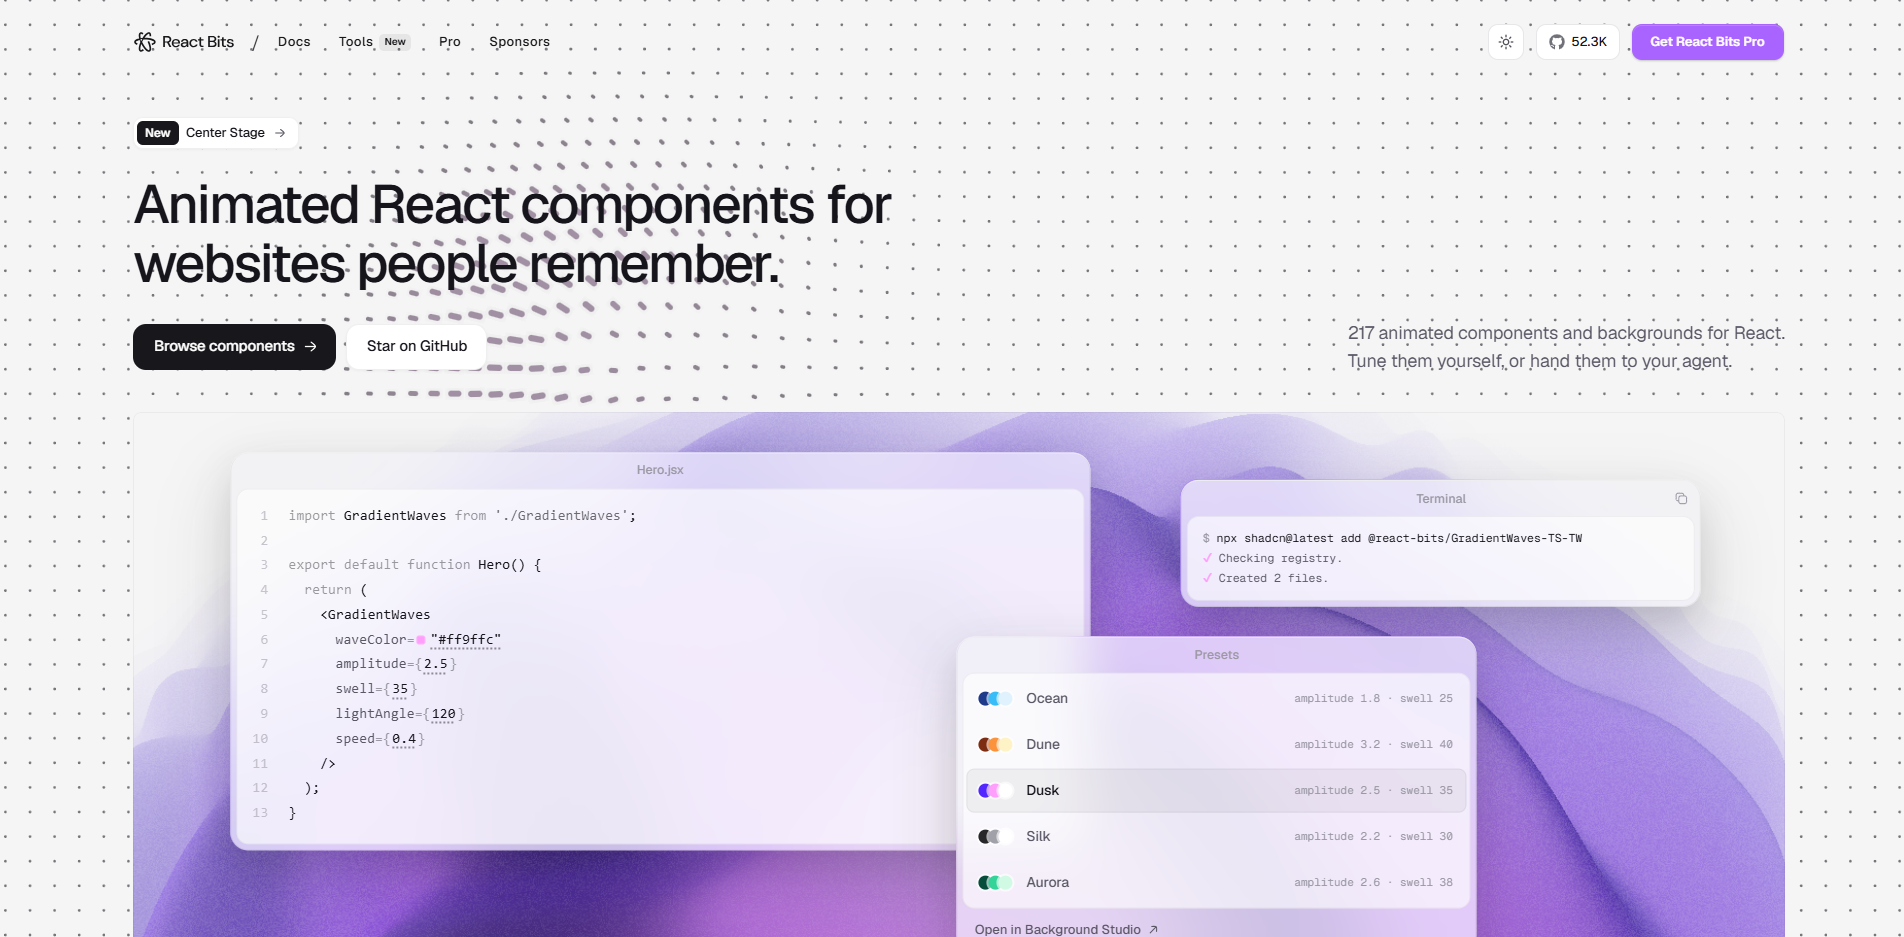 React Bits / Docs Tools New Pro Sponsors 52.3K Get React Bits Pro
New Center Stage →
Animated React components for
websites people remember.
Browse components →
Star on GitHub
217 animated components and backgrounds for React.
Tune them yourself, or hand them to your agent.
Hero.jsx
1 import GradientWaves from './GradientWaves';
2
3 export default function Hero() {
4 return (
5 <GradientWaves
6 waveColor="#ff9ffc"
7 amplitude={2.5}
8 swell={35}
9 lightAngle={120}
10 speed={0.4}
11 />
12 );
13 }
Terminal
$ npx shadcn@latest add @react-bits/GradientWaves-TS-TW
✓ Checking registry.
✓ Created 2 files.
Presets
Ocean amplitude 1.8 · swell 25
Dune amplitude 3.2 · swell 40
Dusk amplitude 2.5 · swell 35
Silk amplitude 2.2 · swell 30
Aurora amplitude 2.6 · swell 38
Open in Background Studio ↗